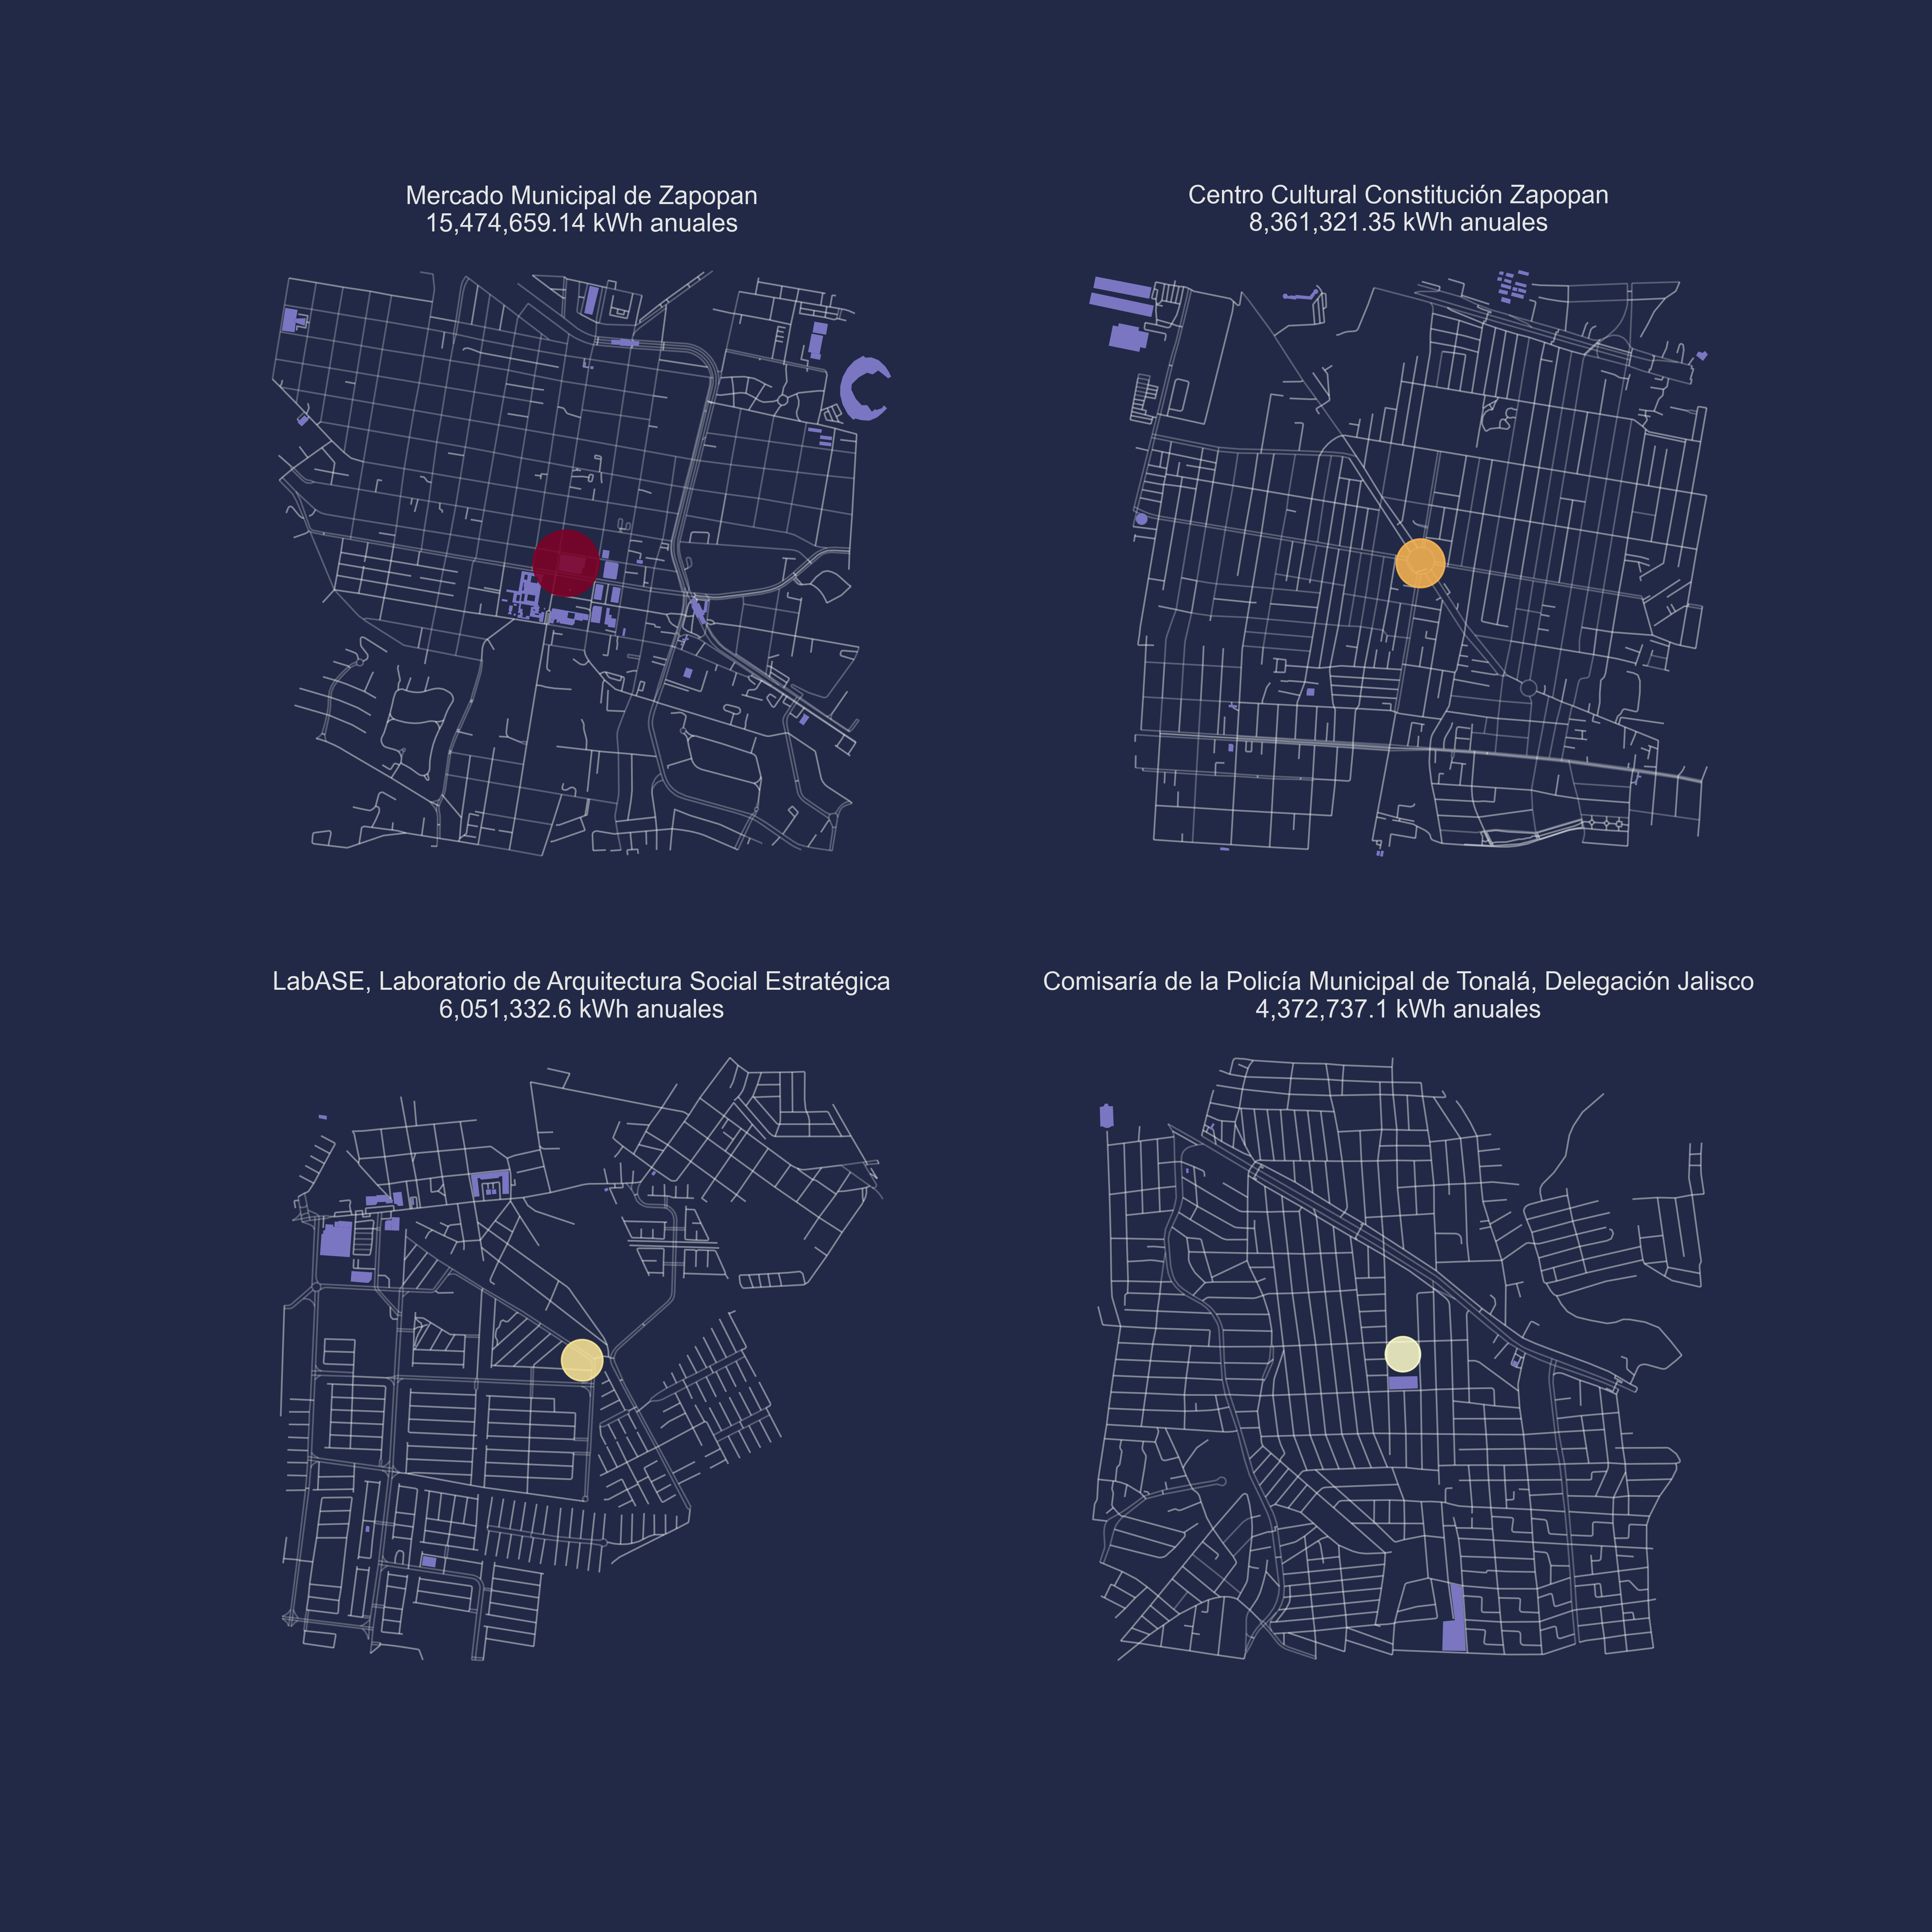 Mercado Municipal de Zapopan
15,474,659.14 kWh anuales
Centro Cultural Constitución Zapopan
8,361,321.35 kWh anuales
LabASE, Laboratorio de Arquitectura Social Estratégica
6,051,332.6 kWh anuales
Comisaría de la Policía Municipal de Tonalá, Delegación Jalisco
4,372,737.1 kWh anuales